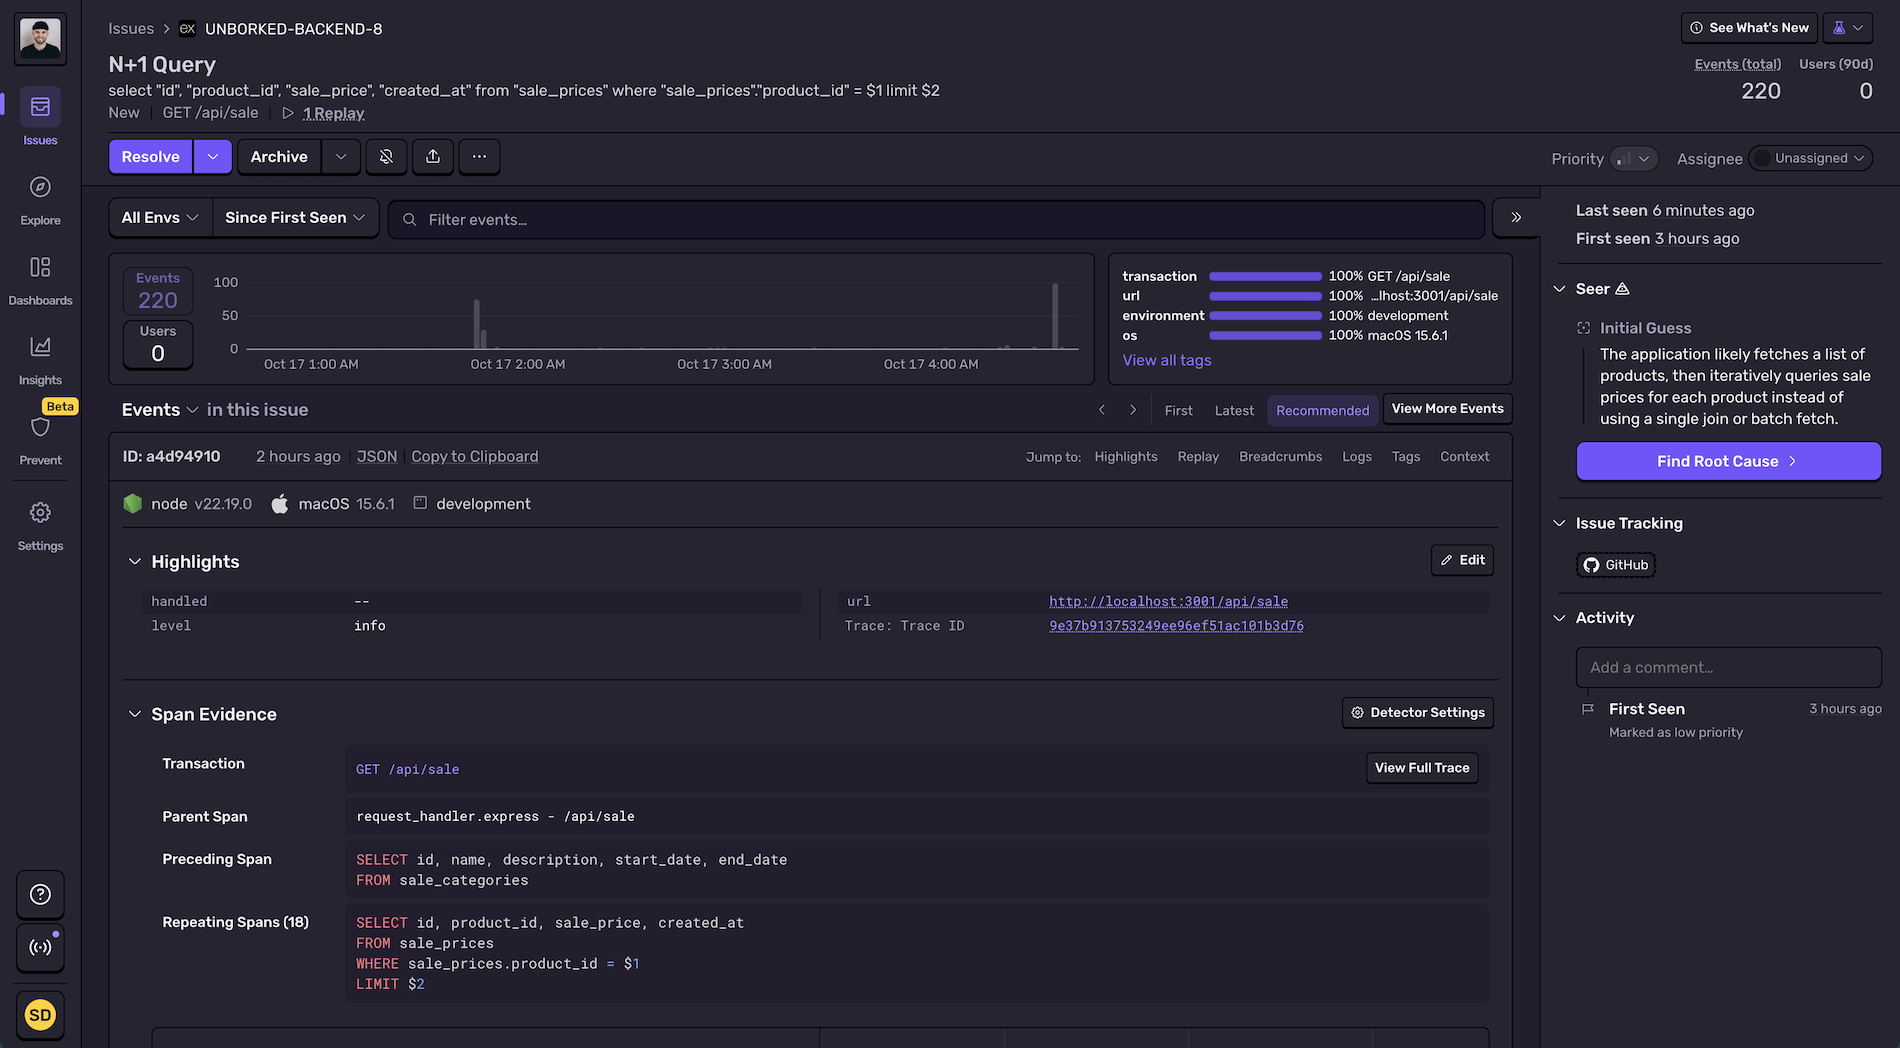 Issues > ex UNBORKED-BACKEND-8
See What's New
N+1 Query
Events (total) Users (90d)
220 0
select "id", "product_id", "sale_price", "created_at" from "sale_prices" where "sale_prices"."product_id" = $1 limit $2
New GET /api/sale 1 Replay
Resolve Archive ...
Priority Assignee Unassigned
Issues
Explore
Dashboards
Insights
Beta
Prevent
Settings
SD
All Envs Since First Seen Filter events...
Events
220
Users
0
100
50
0
Oct 17 1:00 AM Oct 17 2:00 AM Oct 17 3:00 AM Oct 17 4:00 AM
transaction 100% GET /api/sale
url 100% ...lhost:3001/api/sale
environment 100% development
os 100% macOS 15.6.1
View all tags
Events in this issue
First Latest Recommended View More Events
ID: a4d94910 2 hours ago JSON Copy to Clipboard
Jump to: Highlights Replay Breadcrumbs Logs Tags Context
node v22.19.0 macOS 15.6.1 development
Highlights
Edit
handled --
level info
url http://localhost:3001/api/sale
Trace: Trace ID 9e37b913753249ee96ef51ac101b3d76
Span Evidence
Detector Settings
Transaction GET /api/sale View Full Trace
Parent Span request_handler.express - /api/sale
Preceding Span SELECT id, name, description, start_date, end_date
FROM sale_categories
Repeating Spans (18) SELECT id, product_id, sale_price, created_at
FROM sale_prices
WHERE sale_prices.product_id = $1
LIMIT $2
Last seen 6 minutes ago
First seen 3 hours ago
Seer
Initial Guess
The application likely fetches a list of
products, then iteratively queries sale
prices for each product instead of
using a single join or batch fetch.
Find Root Cause
Issue Tracking
GitHub
Activity
Add a comment...
First Seen 3 hours ago
Marked as low priority